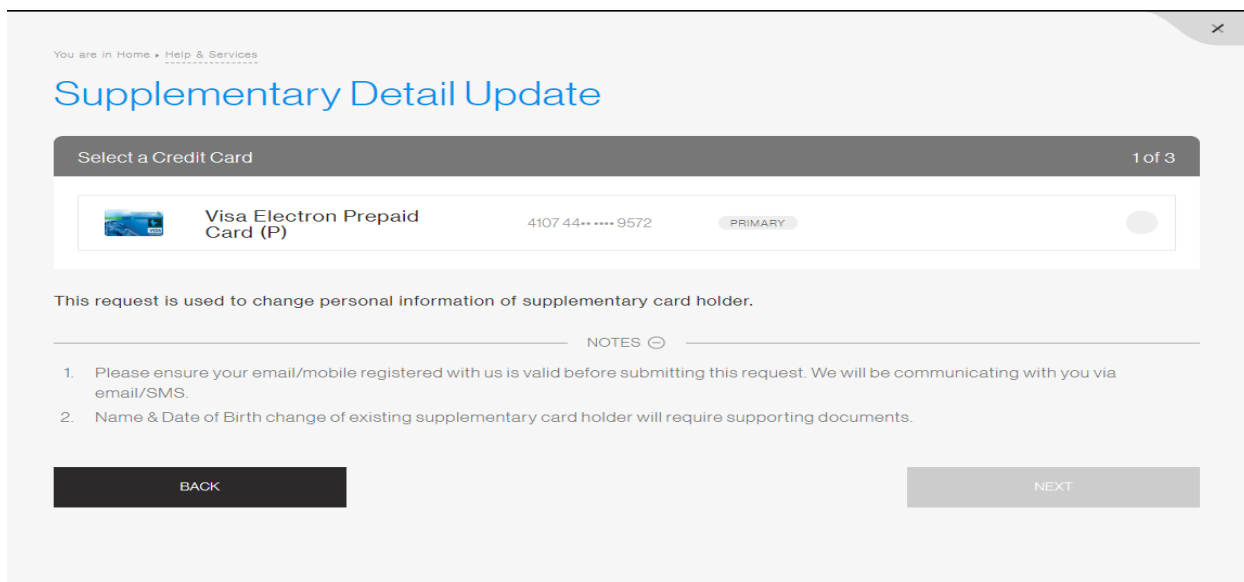 You are in Home ▸ Help & Services
Supplementary Detail Update
Select a Credit Card 1 of 3
Visa Electron Prepaid
Card (P)
4107 44•• •••• 9572
PRIMARY
This request is used to change personal information of supplementary card holder.
NOTES
1. Please ensure your email/mobile registered with us is valid before submitting this request. We will be communicating with you via
email/SMS.
2. Name & Date of Birth change of existing supplementary card holder will require supporting documents.
BACK
NEXT
VISA